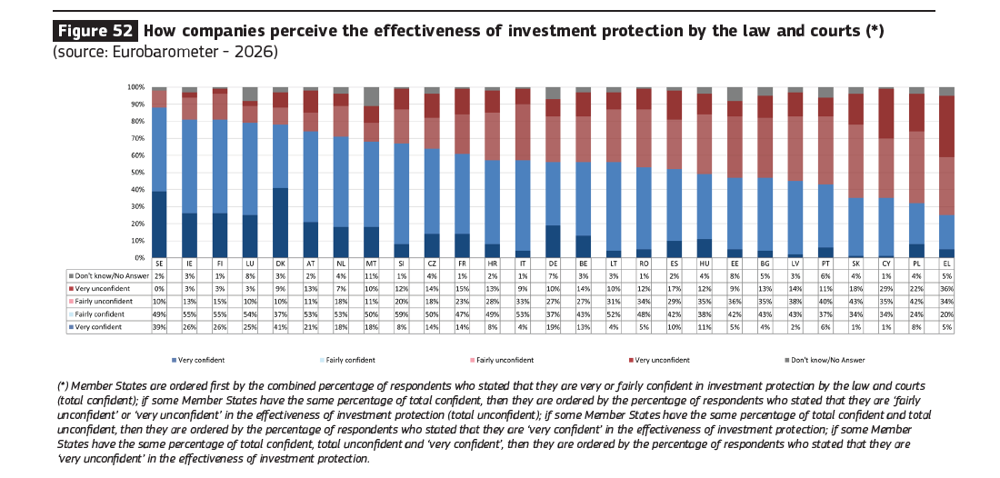 Figure 52 How companies perceive the effectiveness of investment protection by the law and courts (*)
(source: Eurobarometer - 2026)
100%
90%
80%
70%
60%
50%
40%
30%
20%
10%
0%
SE IE FI LU DK AT NL MT SI CZ FR HR IT DE BE LT RO ES HU EE BG LV PT SK CY PL EL
Don't know/No Answer 2% 3% 1% 8% 3% 2% 4% 11% 1% 4% 1% 2% 1% 7% 3% 3% 1% 2% 4% 8% 5% 3% 6% 4% 1% 4% 5%
Very unconfident 0% 3% 3% 3% 9% 13% 7% 10% 12% 14% 15% 13% 9% 10% 14% 10% 12% 17% 12% 9% 13% 14% 11% 18% 29% 22% 36%
Fairly unconfident 10% 13% 15% 10% 10% 11% 18% 11% 20% 18% 23% 28% 33% 27% 27% 31% 34% 29% 35% 36% 35% 38% 40% 43% 35% 42% 34%
Fairly confident 49% 55% 55% 54% 37% 53% 53% 50% 59% 50% 47% 49% 53% 37% 43% 52% 48% 42% 38% 42% 43% 43% 37% 34% 34% 24% 20%
Very confident 39% 26% 26% 25% 41% 21% 18% 18% 8% 14% 14% 8% 4% 19% 13% 4% 5% 10% 11% 5% 4% 2% 6% 1% 1% 8% 5%
Very confident Fairly confident Fairly unconfident Very unconfident Don't know/No Answer
(*) Member States are ordered first by the combined percentage of respondents who stated that they are very or fairly confident in investment protection by the law and courts
(total confident); if some Member States have the same percentage of total confident, then they are ordered by the percentage of respondents who stated that they are 'fairly
unconfident' or 'very unconfident' in the effectiveness of investment protection (total unconfident); if some Member States have the same percentage of total confident and total
unconfident, then they are ordered by the percentage of respondents who stated that they are 'very confident' in the effectiveness of investment protection; if some Member
States have the same percentage of total confident, total unconfident and 'very confident', then they are ordered by the percentage of respondents who stated that they are
'very unconfident' in the effectiveness of investment protection.